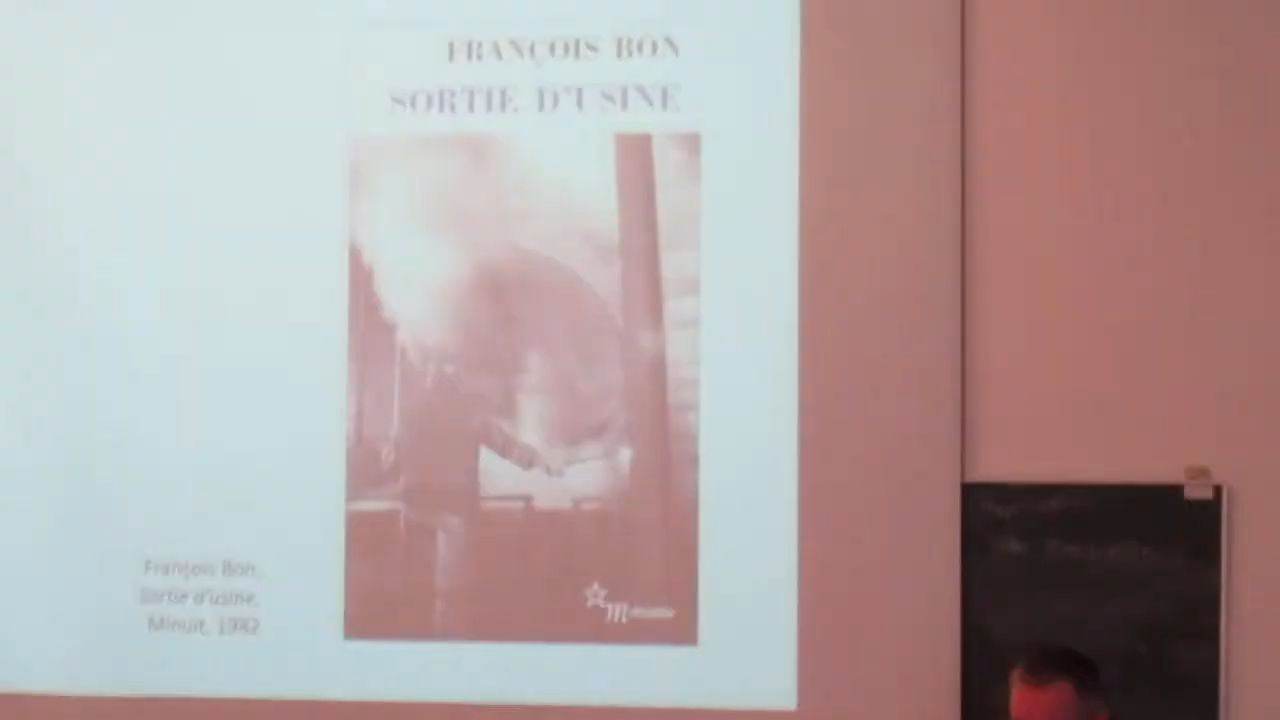 FRANÇOIS BON
SORTIE D'USINE
François Bon,
Sortie d'usine,
Minuit, 1982